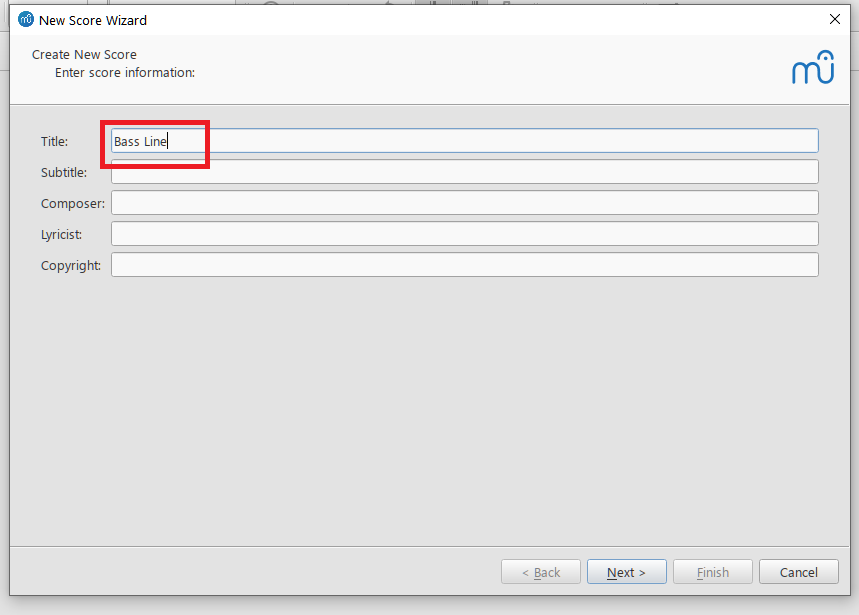 New Score Wizard
Create New Score
Enter score information:
Title: Bass Line
Subtitle:
Composer:
Lyricist:
Copyright:
< Back Next > Finish Cancel